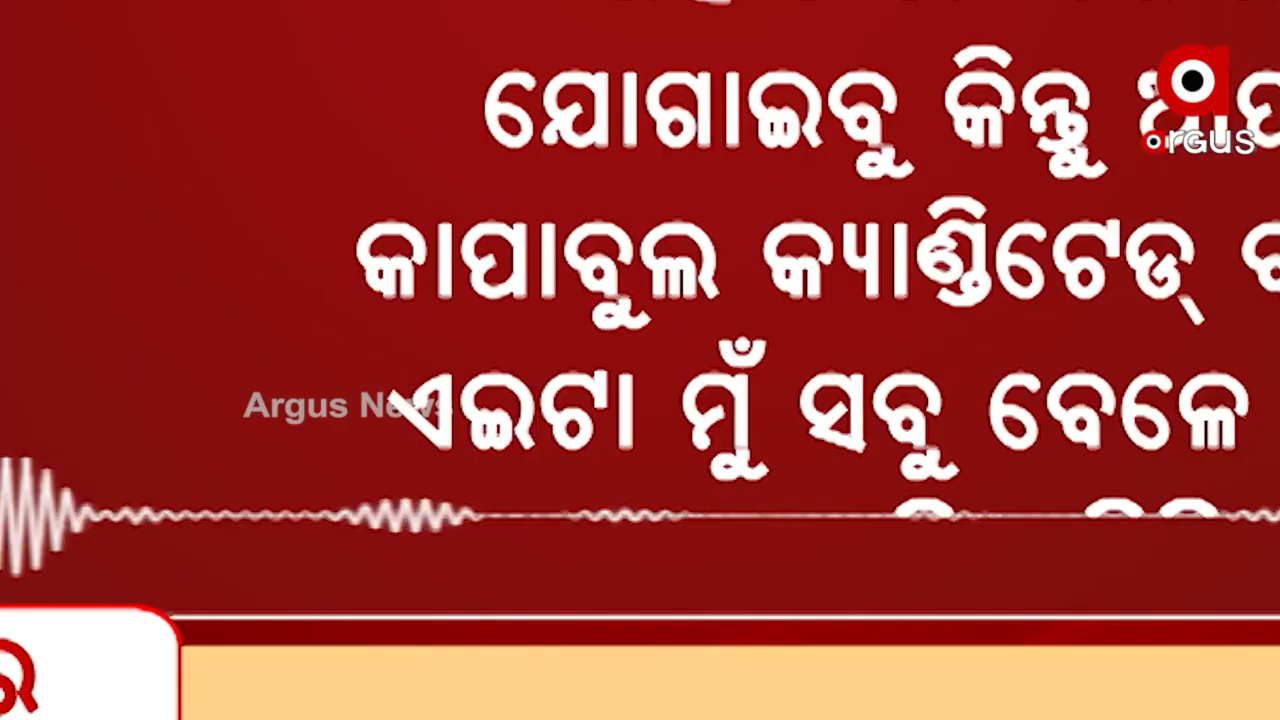 ଯୋଗାଇବୁ କିନ୍ତୁ
argus
କାପାବୁଲ କ୍ୟାଣ୍ଡିଟେଡ୍
ଏଇଟା ମୁଁ ସବୁ ବେଳେ
Argus News